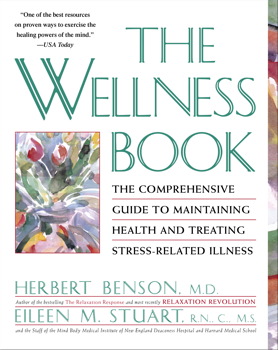 "One of the best resources
on proven ways to exercise the
healing powers of the mind."
—USA Today
THE
WELLNESS
BOOK
THE COMPREHENSIVE
GUIDE TO MAINTAINING
HEALTH AND TREATING
STRESS-RELATED ILLNESS
HERBERT BENSON, M.D.
Author of the bestselling The Relaxation Response and most recently RELAXATION REVOLUTION
EILEEN M. STUART, R.N., C., M.S.
and the Staff of the Mind Body Medical Institute of New England Deaconess Hospital and Harvard Medical School